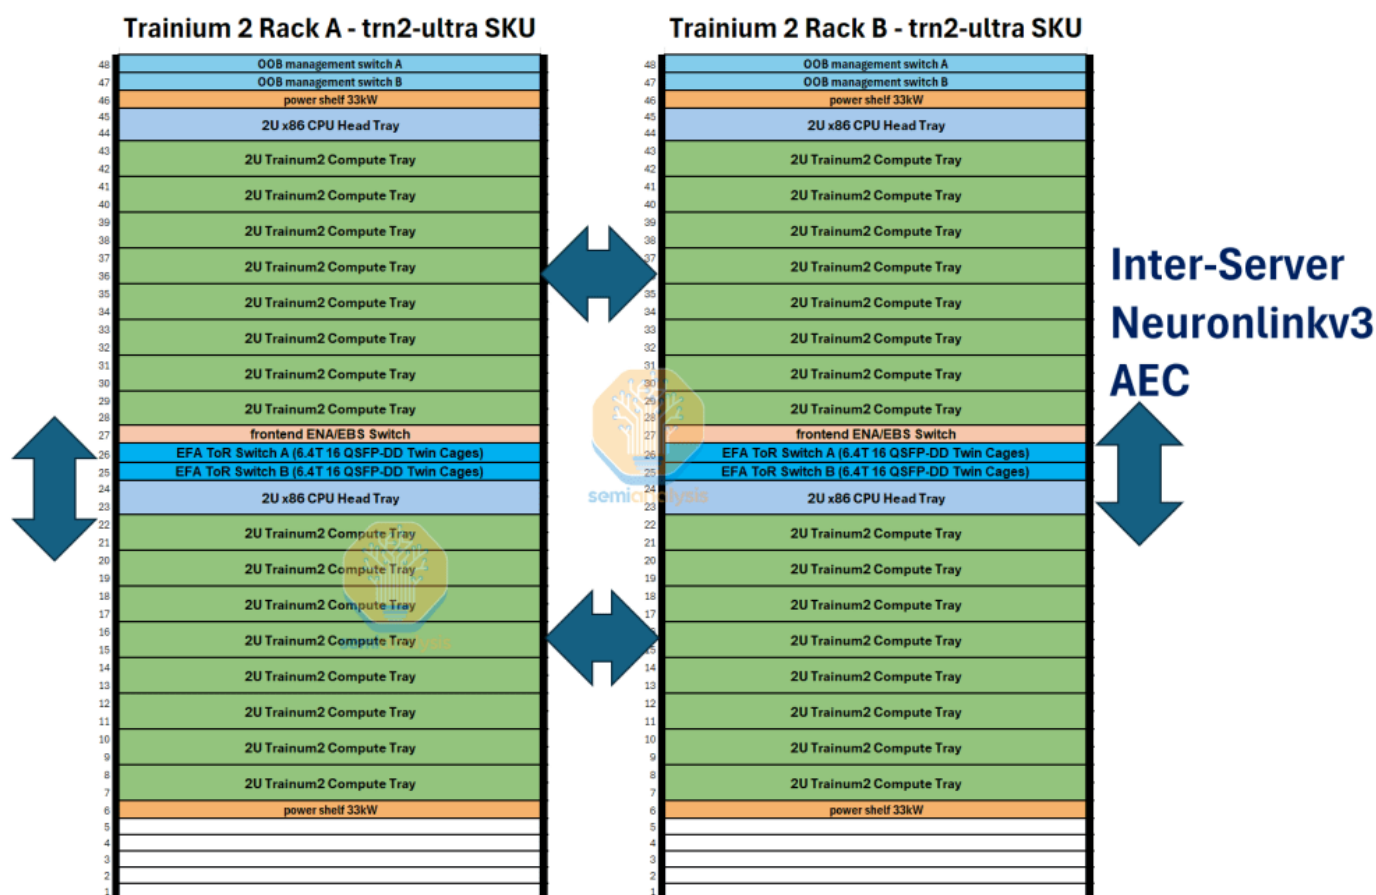 Trainium 2 Rack A - trn2-ultra SKU
48 OOB management switch A
47 OOB management switch B
46 power shelf 33kW
45
44
2U x86 CPU Head Tray
43
42
2U Trainum2 Compute Tray
41
40
2U Trainum2 Compute Tray
39
38
2U Trainum2 Compute Tray
37
36
2U Trainum2 Compute Tray
35
34
2U Trainum2 Compute Tray
33
32
2U Trainum2 Compute Tray
31
30
2U Trainum2 Compute Tray
29
28
2U Trainum2 Compute Tray
27 frontend ENA/EBS Switch
26 EFA ToR Switch A (6.4T 16 QSFP-DD Twin Cages)
25 EFA ToR Switch B (6.4T 16 QSFP-DD Twin Cages)
24
23
2U x86 CPU Head Tray
22
21
2U Trainum2 Compute Tray
20
19
2U Trainum2 Compute Tray
18
17
2U Trainum2 Compute Tray
16
15
2U Trainum2 Compute Tray
14
13
2U Trainum2 Compute Tray
12
11
2U Trainum2 Compute Tray
10
9
2U Trainum2 Compute Tray
8
7
2U Trainum2 Compute Tray
6 power shelf 33kW
5
4
3
2
1
semianalysis
Trainium 2 Rack B - trn2-ultra SKU
48 OOB management switch A
47 OOB management switch B
46 power shelf 33kW
45
44
2U x86 CPU Head Tray
43
42
2U Trainum2 Compute Tray
41
40
2U Trainum2 Compute Tray
39
38
2U Trainum2 Compute Tray
37
36
2U Trainum2 Compute Tray
35
34
2U Trainum2 Compute Tray
33
32
2U Trainum2 Compute Tray
31
30
2U Trainum2 Compute Tray
29
28
2U Trainum2 Compute Tray
27 frontend ENA/EBS Switch
26 EFA ToR Switch A (6.4T 16 QSFP-DD Twin Cages)
25 EFA ToR Switch B (6.4T 16 QSFP-DD Twin Cages)
24
23
2U x86 CPU Head Tray
22
21
2U Trainum2 Compute Tray
20
19
2U Trainum2 Compute Tray
18
17
2U Trainum2 Compute Tray
16
15
2U Trainum2 Compute Tray
14
13
2U Trainum2 Compute Tray
12
11
2U Trainum2 Compute Tray
10
9
2U Trainum2 Compute Tray
8
7
2U Trainum2 Compute Tray
6 power shelf 33kW
5
4
3
2
1
semianalysis
Inter-Server
Neuronlinkv3
AEC